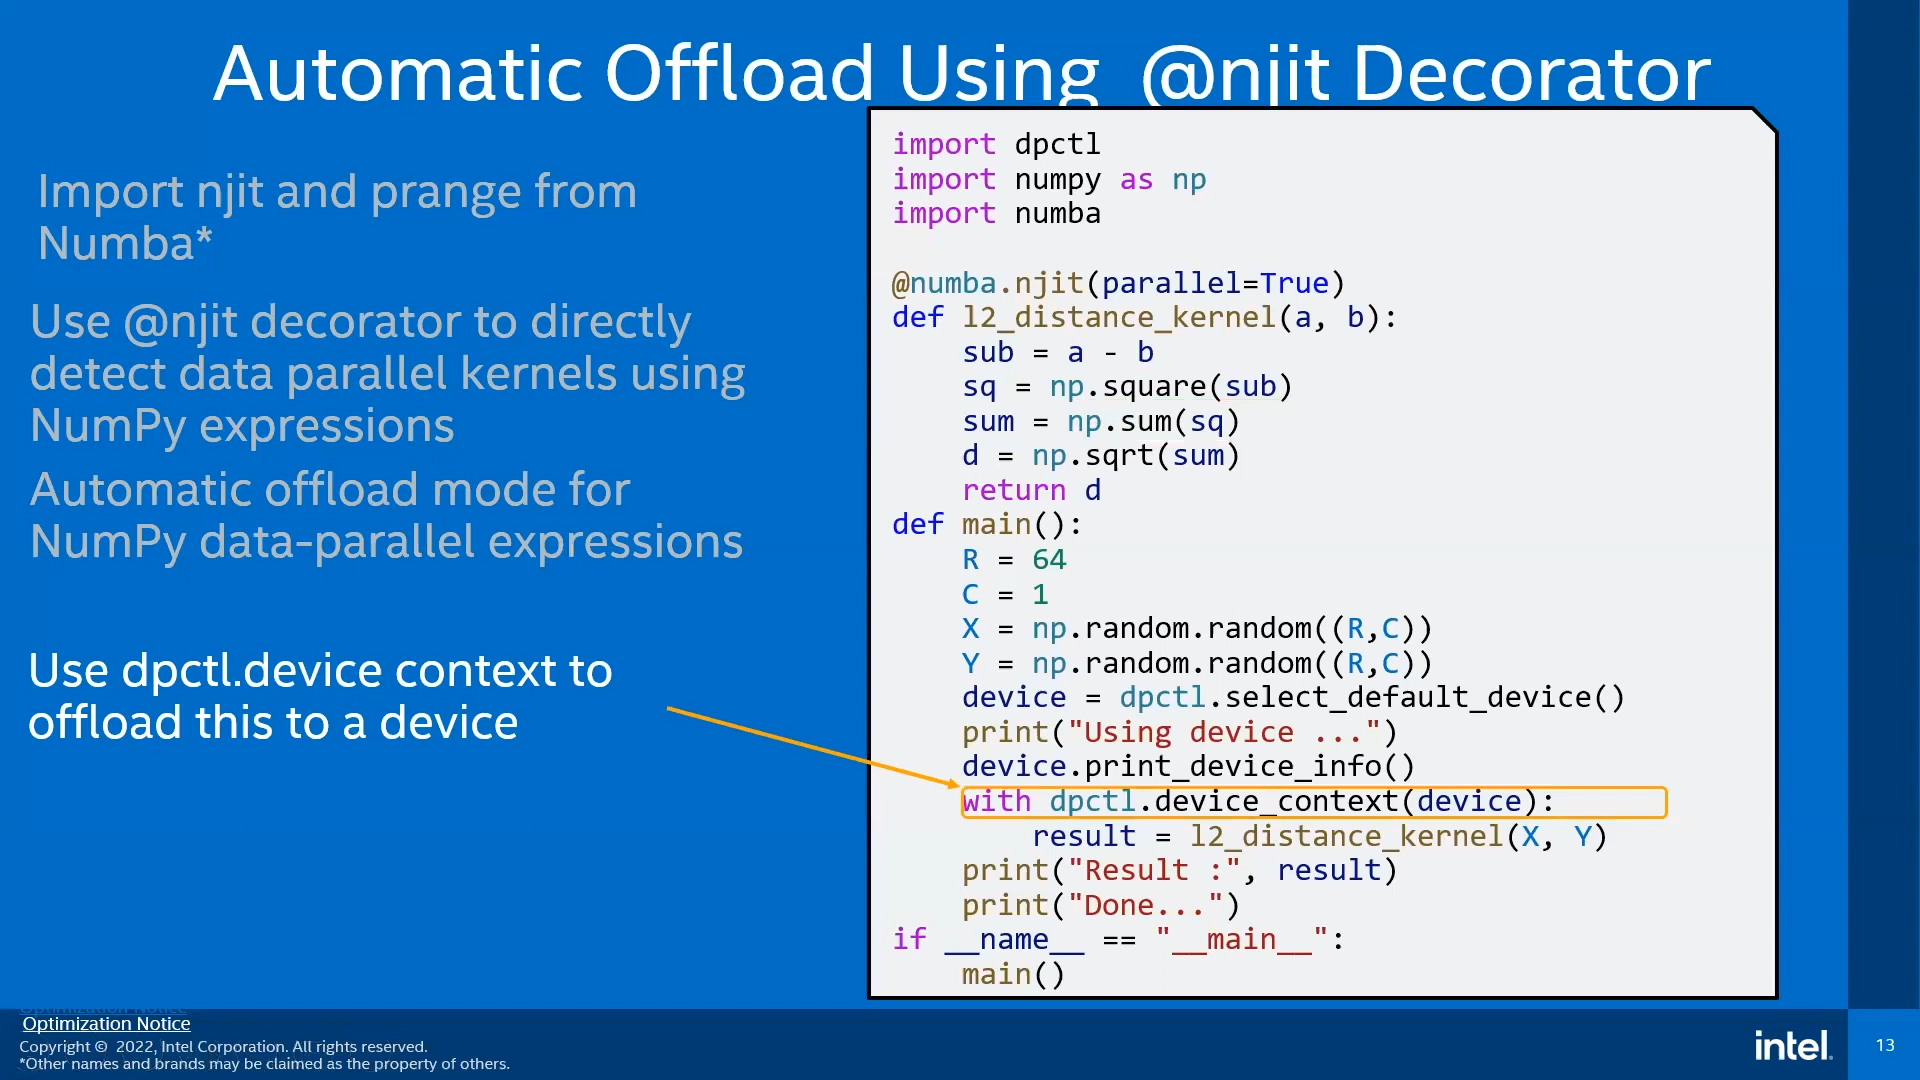 Automatic Offload Using  @njit Decorator
Import njit and prange from
Numba*
Use @njit decorator to directly
detect data parallel kernels using
NumPy expressions
Automatic offload mode for
NumPy data-parallel expressions
Use dpctl.device context to
offload this to a device
import dpctl
import numpy as np
import numba
@numba.njit(parallel=True)
def l2_distance_kernel(a, b):
    sub = a - b
    sq = np.square(sub)
    sum = np.sum(sq)
    d = np.sqrt(sum)
    return d
def main():
    R = 64
    C = 1
    X = np.random.random((R,C))
    Y = np.random.random((R,C))
    device = dpctl.select_default_device()
    print("Using device ...")
    device.print_device_info()
    with dpctl.device_context(device):
        result = l2_distance_kernel(X, Y)
    print("Result :", result)
    print("Done...")
if __name__ == "__main__":
    main()
Optimization Notice
Optimization Notice
Copyright ©  2022, Intel Corporation. All rights reserved.
*Other names and brands may be claimed as the property of others.
intel.
13